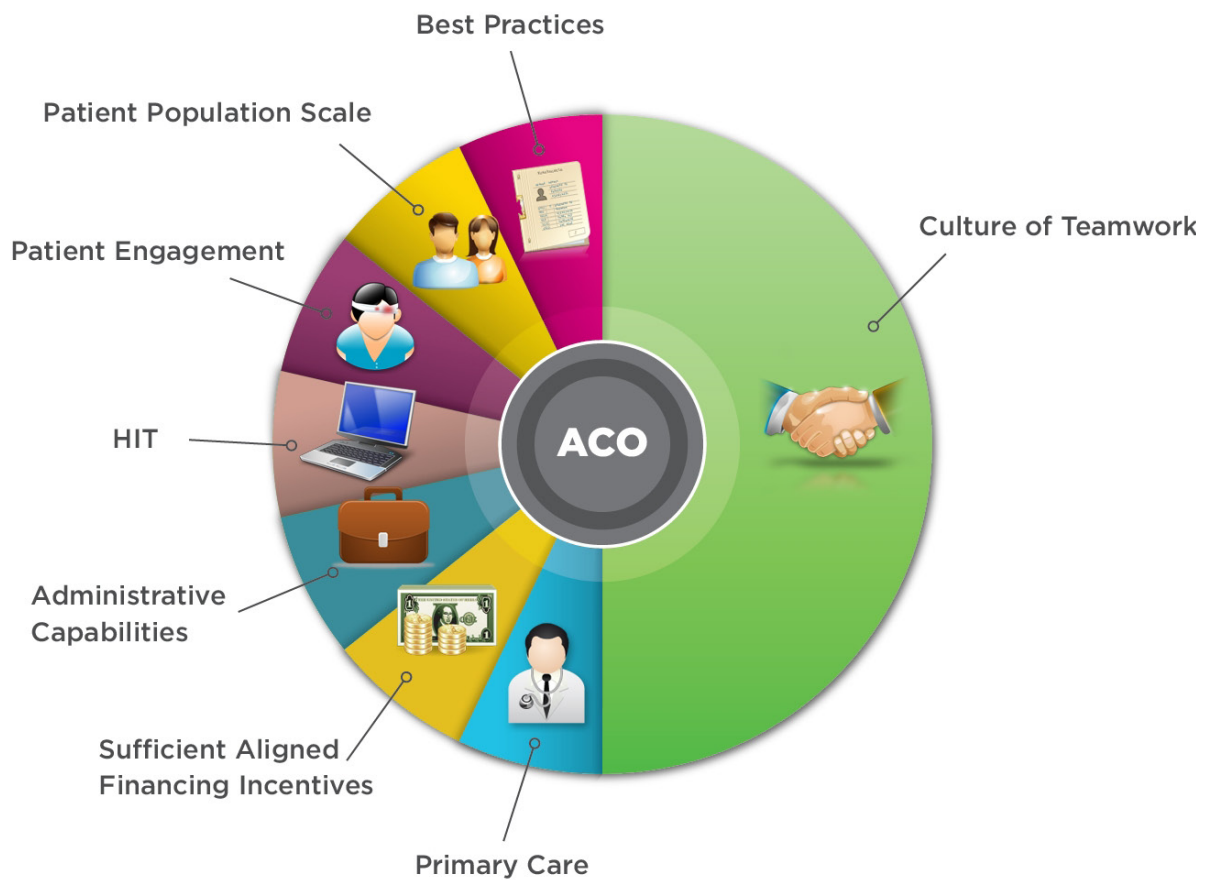 Best Practices
Patient Population Scale
Culture of Teamwork
Patient Engagement
HIT
ACO
Administrative
Capabilities
Sufficient Aligned
Financing Incentives
Primary Care